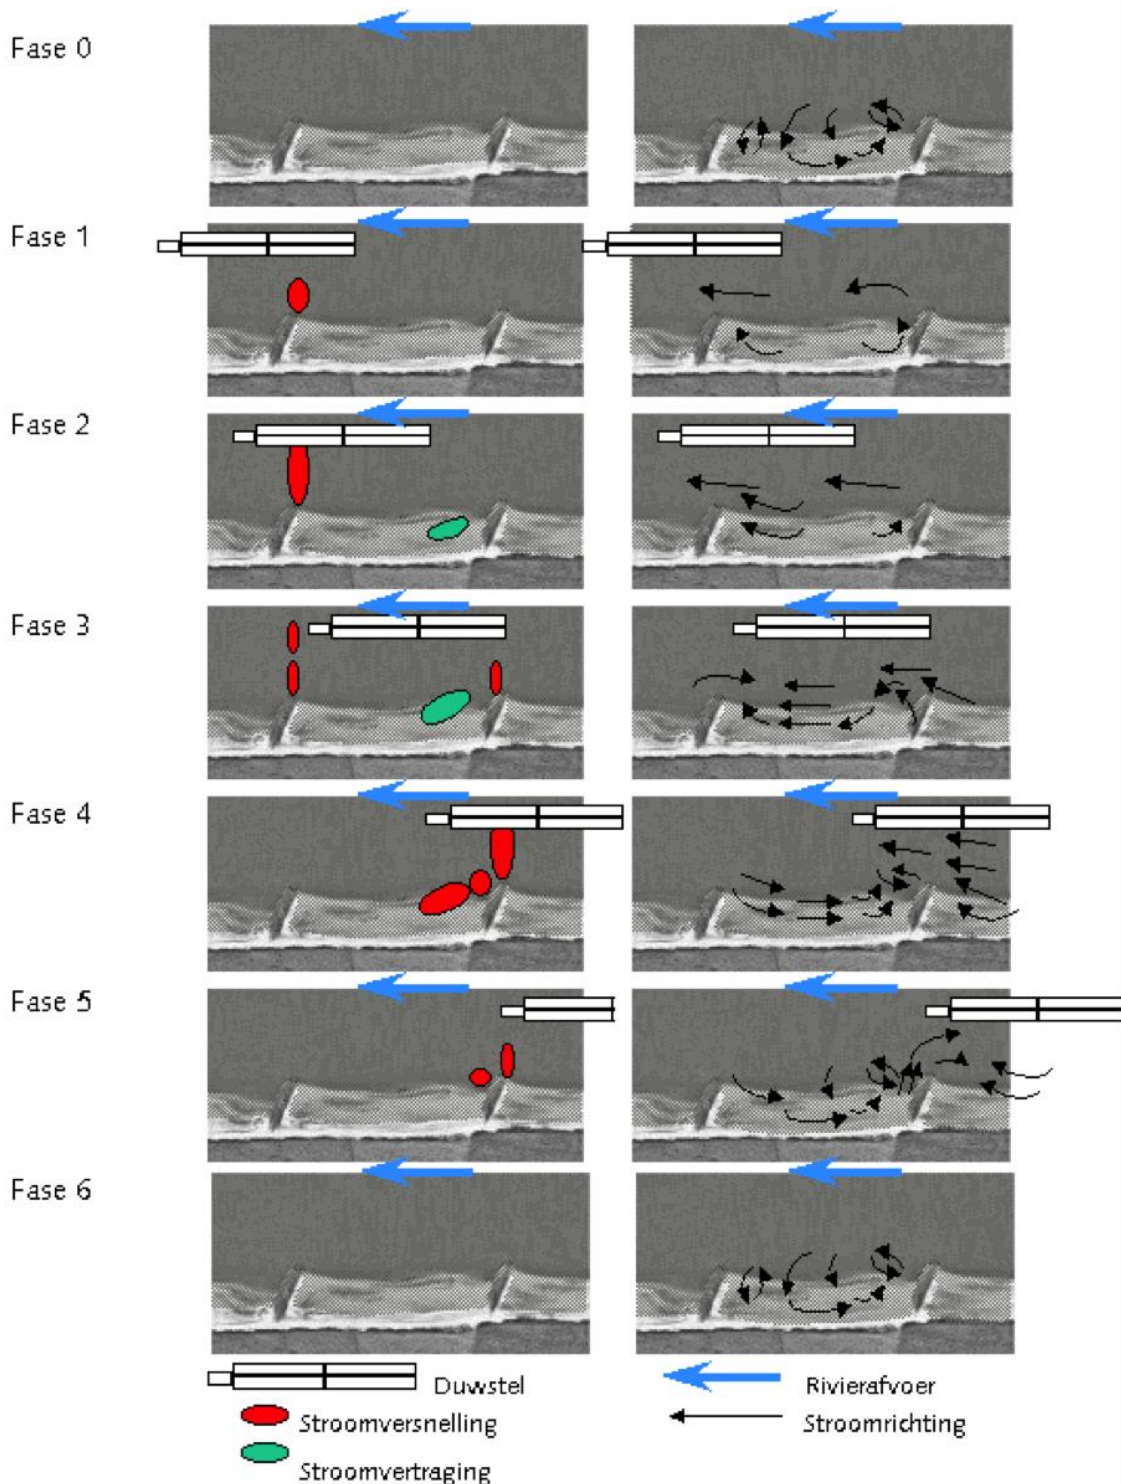 Fase 0
Fase 1
Fase 2
Fase 3
Fase 4
Fase 5
Fase 6
Duwstel
Rivierafvoer
Stroomversnelling
Stroomrichting
Stroomvertraging